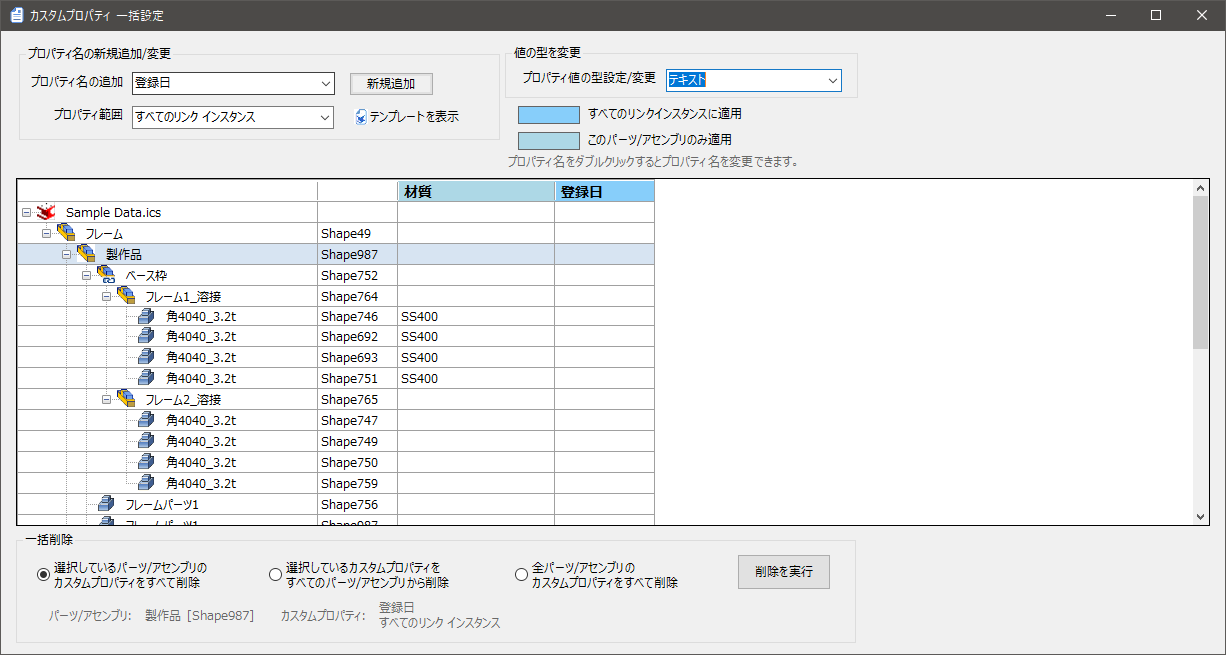 カスタムプロパティ 一括設定
プロパティ名の新規追加/変更
プロパティ名の追加 登録日 新規追加
プロパティ範囲 すべてのリンク インスタンス テンプレートを表示
値の型を変更
プロパティ値の型設定/変更 テキスト
すべてのリンクインスタンスに適用
このパーツ/アセンブリのみ適用
プロパティ名をダブルクリックするとプロパティ名を変更できます。
材質 登録日
Sample Data.ics
フレーム Shape49
製作品 Shape987
ベース枠 Shape752
フレーム1_溶接 Shape764
角4040_3.2t Shape746 SS400
角4040_3.2t Shape692 SS400
角4040_3.2t Shape693 SS400
角4040_3.2t Shape751 SS400
フレーム2_溶接 Shape765
角4040_3.2t Shape747
角4040_3.2t Shape749
角4040_3.2t Shape750
角4040_3.2t Shape759
フレームパーツ1 Shape756
フレームパーツ1 Shape987
一括削除
選択しているパーツ/アセンブリの
カスタムプロパティをすべて削除
選択しているカスタムプロパティを
すべてのパーツ/アセンブリから削除
全パーツ/アセンブリの
カスタムプロパティをすべて削除
削除を実行
パーツ/アセンブリ: 製作品 [Shape987]
カスタムプロパティ: 登録日
すべてのリンク インスタンス